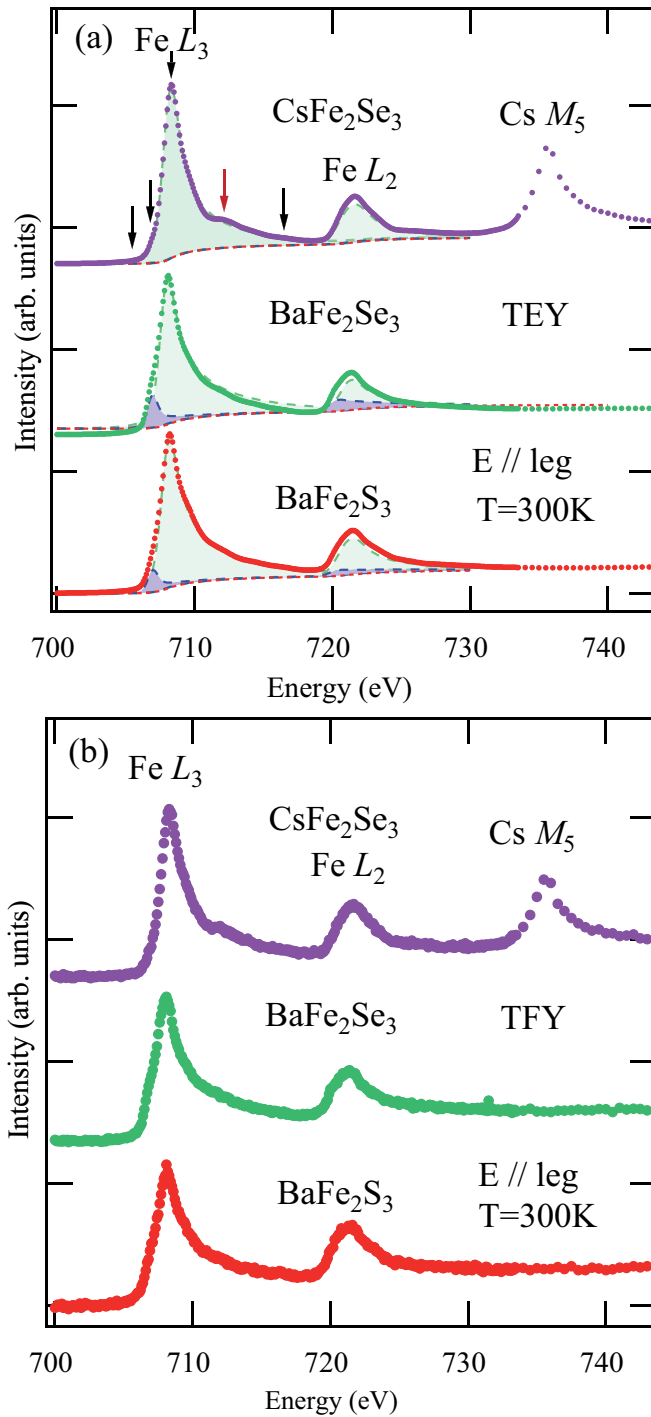 (a)
Fe L₃
CsFe₂Se₃
Cs M₅
Fe L₂
BaFe₂Se₃
TEY
E // leg
BaFe₂S₃
T=300K
Intensity (arb. units)
700
710
720
730
740
Energy (eV)
(b)
Fe L₃
CsFe₂Se₃
Cs M₅
Fe L₂
BaFe₂Se₃
TFY
E // leg
BaFe₂S₃
T=300K
Intensity (arb. units)
700
710
720
730
740
Energy (eV)